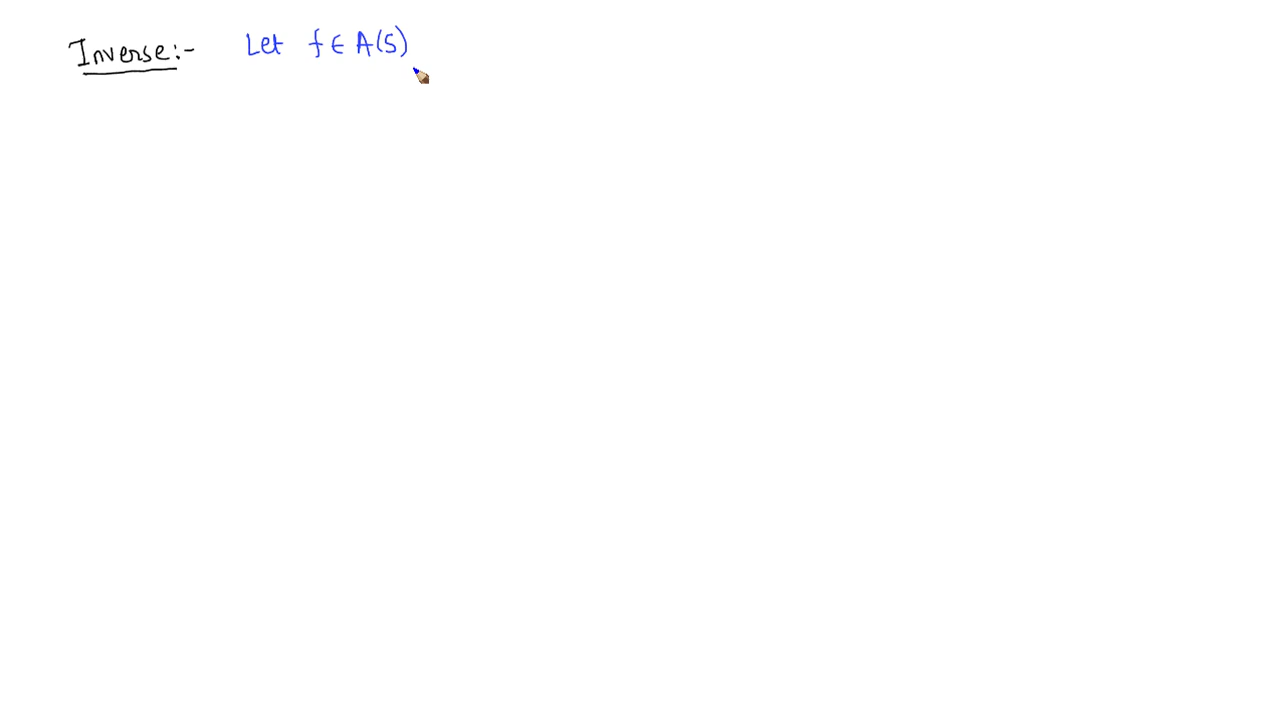 Inverse:- Let f ∈ A(S)